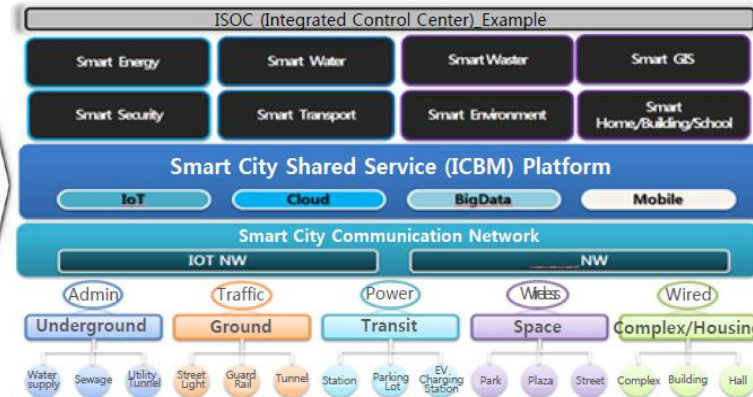 ISOC (Integrated Control Center)_Example
Smart Energy
Smart Water
Smart Waster
Smart GIS
Smart Security
Smart Transport
Smart Environment
Smart
Home/Building/School
Smart City Shared Service (ICBM) Platform
IoT
Cloud
BigData
Mobile
Smart City Communication Network
IOT NW
NW
Admin
Traffic
Power
Wireless
Wired
Underground
Ground
Transit
Space
Complex/Housing
Water
supply
Sewage
Utility
Tunnel
Street
Light
Guard
Rail
Tunnel
Station
Parking
Lot
EV
Charging
Station
Park
Plaza
Street
Complex
Building
Hall